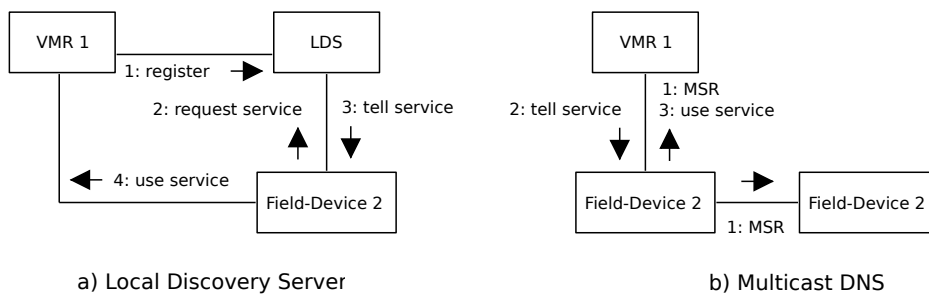 VMR 1
LDS
1: register
2: request service
3: tell service
4: use service
Field-Device 2
a) Local Discovery Server
VMR 1
1: MSR
2: tell service
3: use service
Field-Device 2
Field-Device 2
1: MSR
b) Multicast DNS